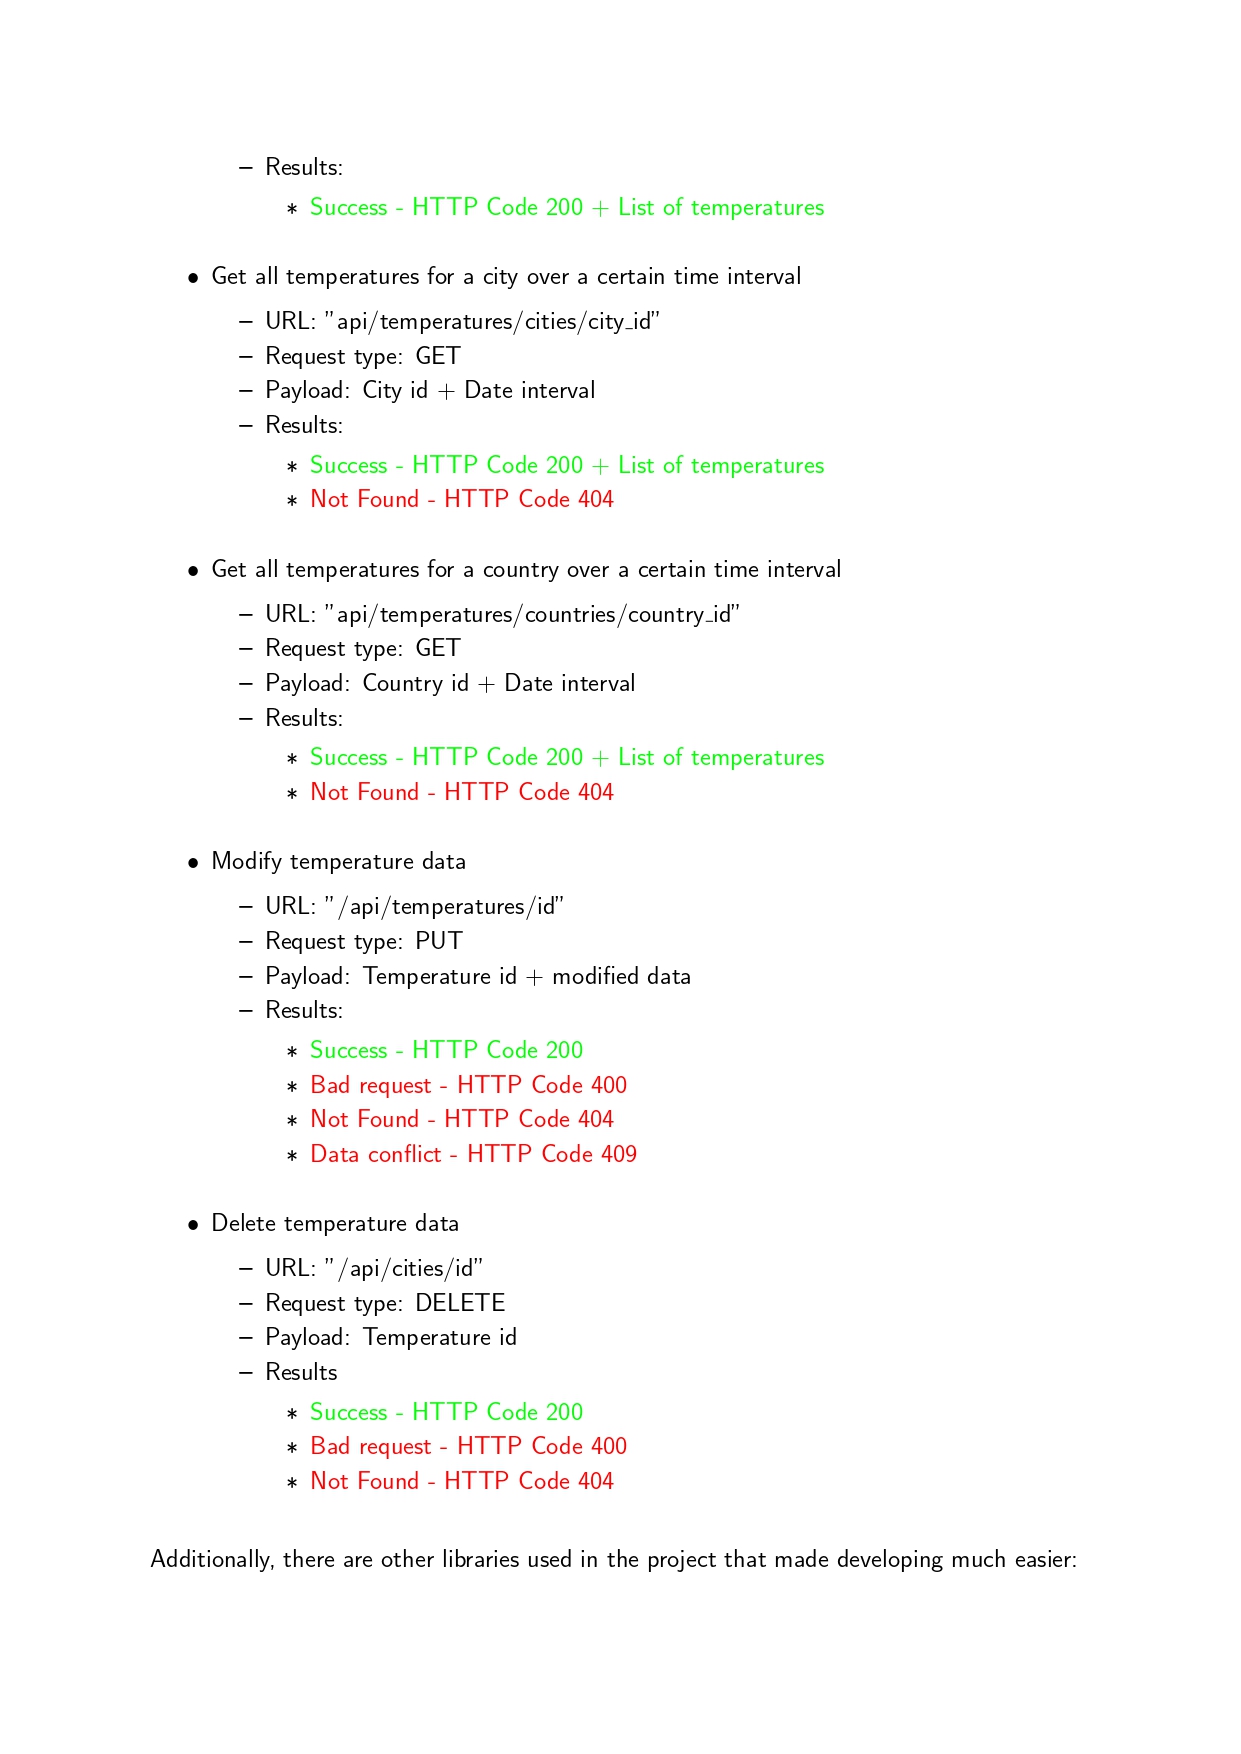 – Results:
∗ Success - HTTP Code 200 + List of temperatures
• Get all temperatures for a city over a certain time interval
– URL: ”api/temperatures/cities/city_id”
– Request type: GET
– Payload: City id + Date interval
– Results:
∗ Success - HTTP Code 200 + List of temperatures
∗ Not Found - HTTP Code 404
• Get all temperatures for a country over a certain time interval
– URL: ”api/temperatures/countries/country_id”
– Request type: GET
– Payload: Country id + Date interval
– Results:
∗ Success - HTTP Code 200 + List of temperatures
∗ Not Found - HTTP Code 404
• Modify temperature data
– URL: ”/api/temperatures/id”
– Request type: PUT
– Payload: Temperature id + modified data
– Results:
∗ Success - HTTP Code 200
∗ Bad request - HTTP Code 400
∗ Not Found - HTTP Code 404
∗ Data conflict - HTTP Code 409
• Delete temperature data
– URL: ”/api/cities/id”
– Request type: DELETE
– Payload: Temperature id
– Results
∗ Success - HTTP Code 200
∗ Bad request - HTTP Code 400
∗ Not Found - HTTP Code 404
Additionally, there are other libraries used in the project that made developing much easier: